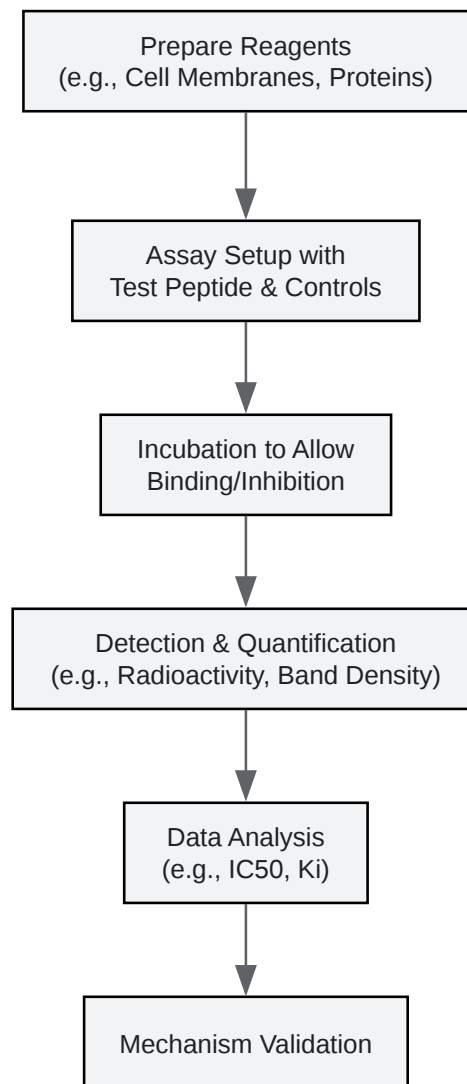 Prepare Reagents
(e.g., Cell Membranes, Proteins)
Assay Setup with
Test Peptide & Controls
Incubation to Allow
Binding/Inhibition
Detection & Quantification
(e.g., Radioactivity, Band Density)
Data Analysis
(e.g., IC50, Ki)
Mechanism Validation